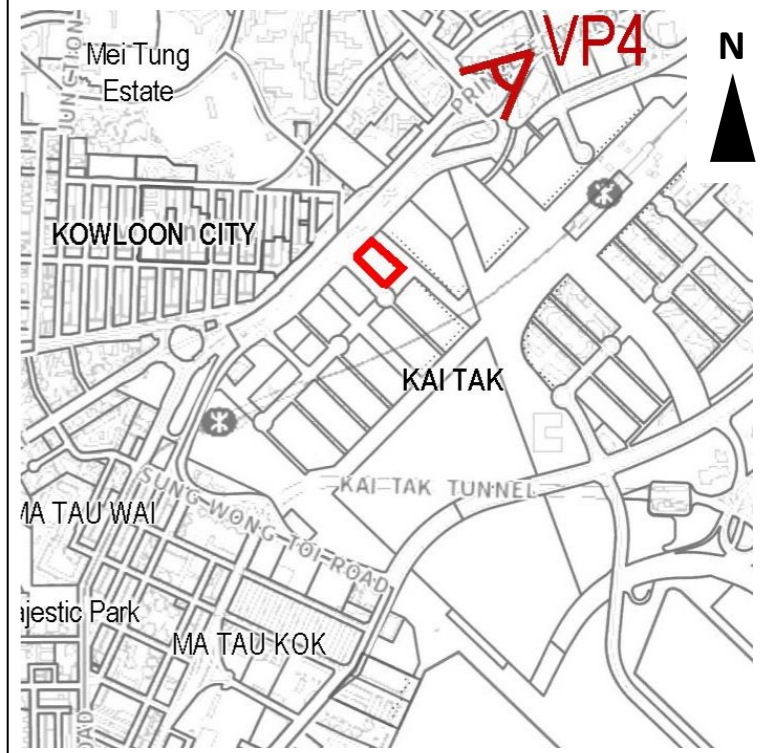 VP4
N
Mei Tung
Estate
JUNCTION
KOWLOON CITY
KAI TAK
KAI TAK TUNNEL
SUNG WONG TOI ROAD
MA TAU WAI
ajestic Park
MA TAU KOK